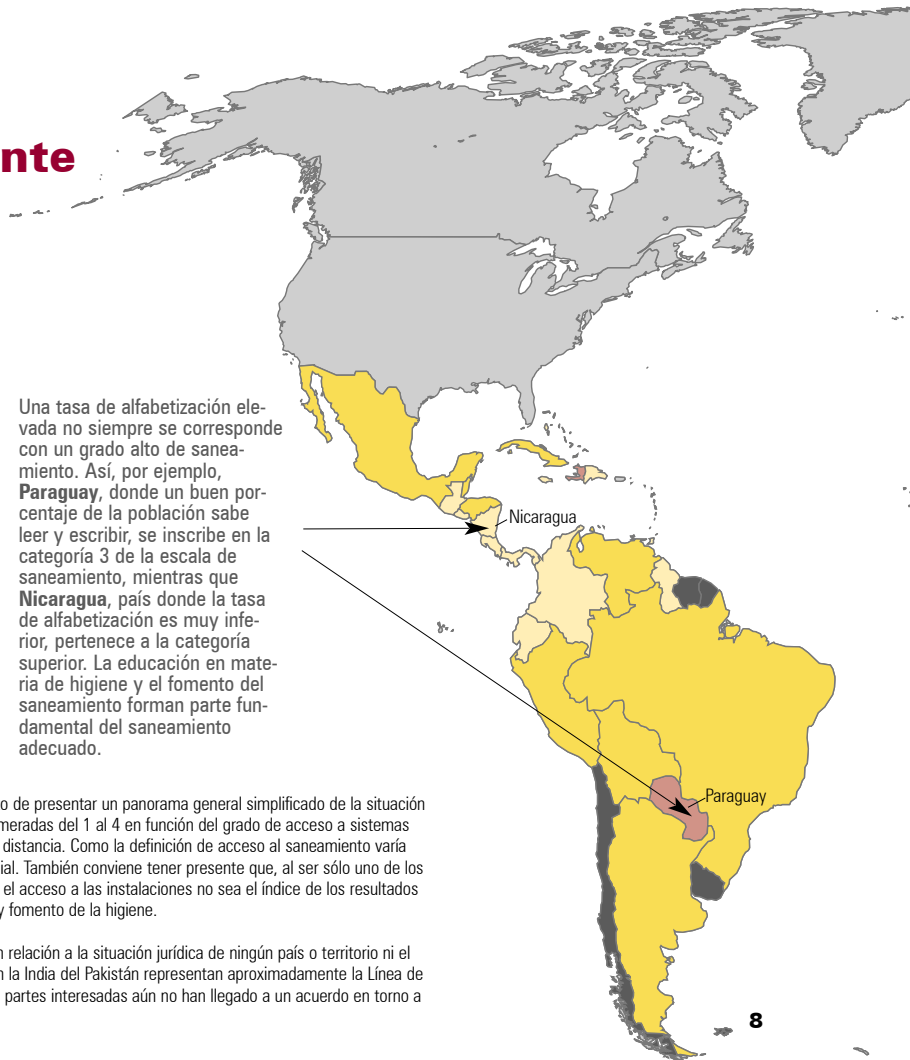 nte
Una tasa de alfabetización ele-
vada no siempre se corresponde
con un grado alto de sanea-
miento. Así, por ejemplo,
Paraguay, donde un buen por-
centaje de la población sabe
leer y escribir, se inscribe en la
categoría 3 de la escala de
saneamiento, mientras que
Nicaragua, país donde la tasa
de alfabetización es muy infe-
rior, pertenece a la categoría
superior. La educación en mate-
ria de higiene y el fomento del
saneamiento forman parte fun-
damental del saneamiento
adecuado.
Nicaragua
Paraguay
o de presentar un panorama general simplificado de la situación
meradas del 1 al 4 en función del grado de acceso a sistemas
distancia. Como la definición de acceso al saneamiento varía
ial. También conviene tener presente que, al ser sólo uno de los
el acceso a las instalaciones no sea el índice de los resultados
y fomento de la higiene.
n relación a la situación jurídica de ningún país o territorio ni el
n la India del Pakistán representan aproximadamente la Línea de
partes interesadas aún no han llegado a un acuerdo en torno a
8